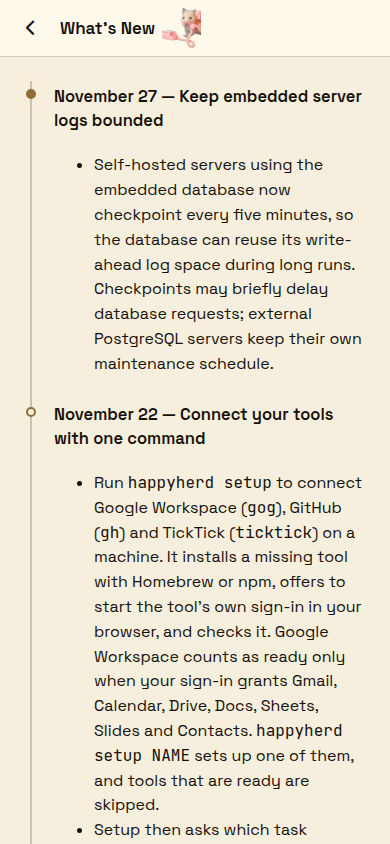 What's New
November 27 — Keep embedded server
logs bounded
• Self-hosted servers using the
embedded database now
checkpoint every five minutes, so
the database can reuse its write-
ahead log space during long runs.
Checkpoints may briefly delay
database requests; external
PostgreSQL servers keep their own
maintenance schedule.
November 22 — Connect your tools
with one command
• Run happyherd setup to connect
Google Workspace (gog), GitHub
(gh) and TickTick (ticktick) on a
machine. It installs a missing tool
with Homebrew or npm, offers to
start the tool's own sign-in in your
browser, and checks it. Google
Workspace counts as ready only
when your sign-in grants Gmail,
Calendar, Drive, Docs, Sheets,
Slides and Contacts. happyherd
setup NAME sets up one of them,
and tools that are ready are
skipped.
• Setup then asks which task